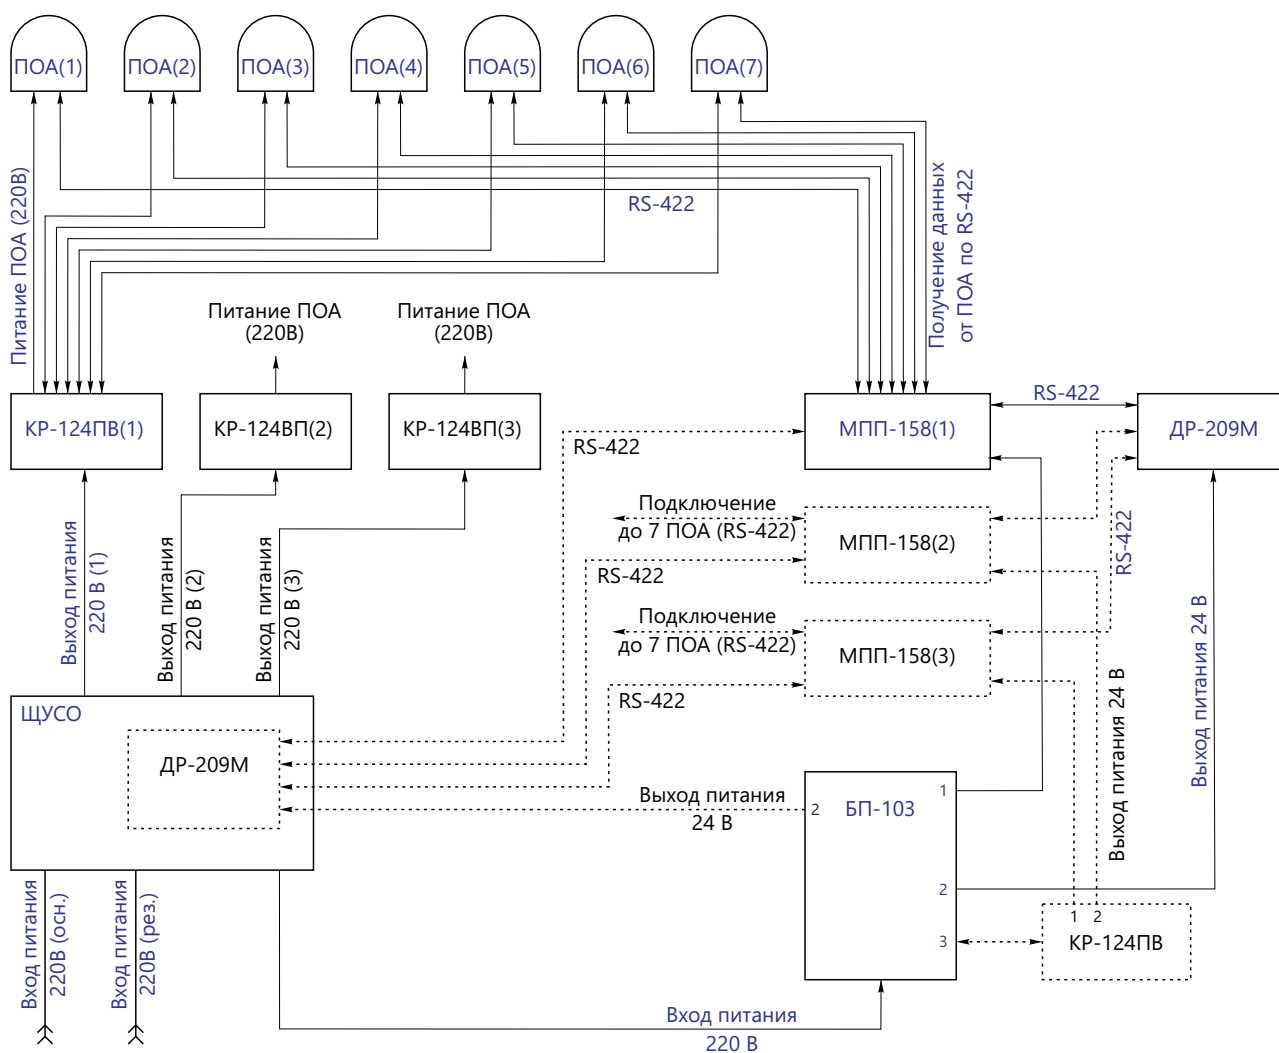 ПОА(1)
ПОА(2)
ПОА(3)
ПОА(4)
ПОА(5)
ПОА(6)
ПОА(7)
Питание ПОА (220В)
RS-422
Получение данных
от ПОА по RS-422
Питание ПОА
(220В)
Питание ПОА
(220В)
КР-124ПВ(1)
КР-124ВП(2)
КР-124ВП(3)
RS-422
МПП-158(1)
RS-422
ДР-209М
Подключение
до 7 ПОА (RS-422)
МПП-158(2)
RS-422
RS-422
Подключение
до 7 ПОА (RS-422)
МПП-158(3)
RS-422
Выход питания
220 В (1)
Выход питания
220 В (2)
Выход питания
220 В (3)
Выход питания 24 В
Выход питания 24 В
ЩУСО
ДР-209М
Выход питания
24 В
2
БП-103
1
2
3
1
2
КР-124ПВ
Вход питания
220В (осн.)
Вход питания
220В (рез.)
Вход питания
220 В